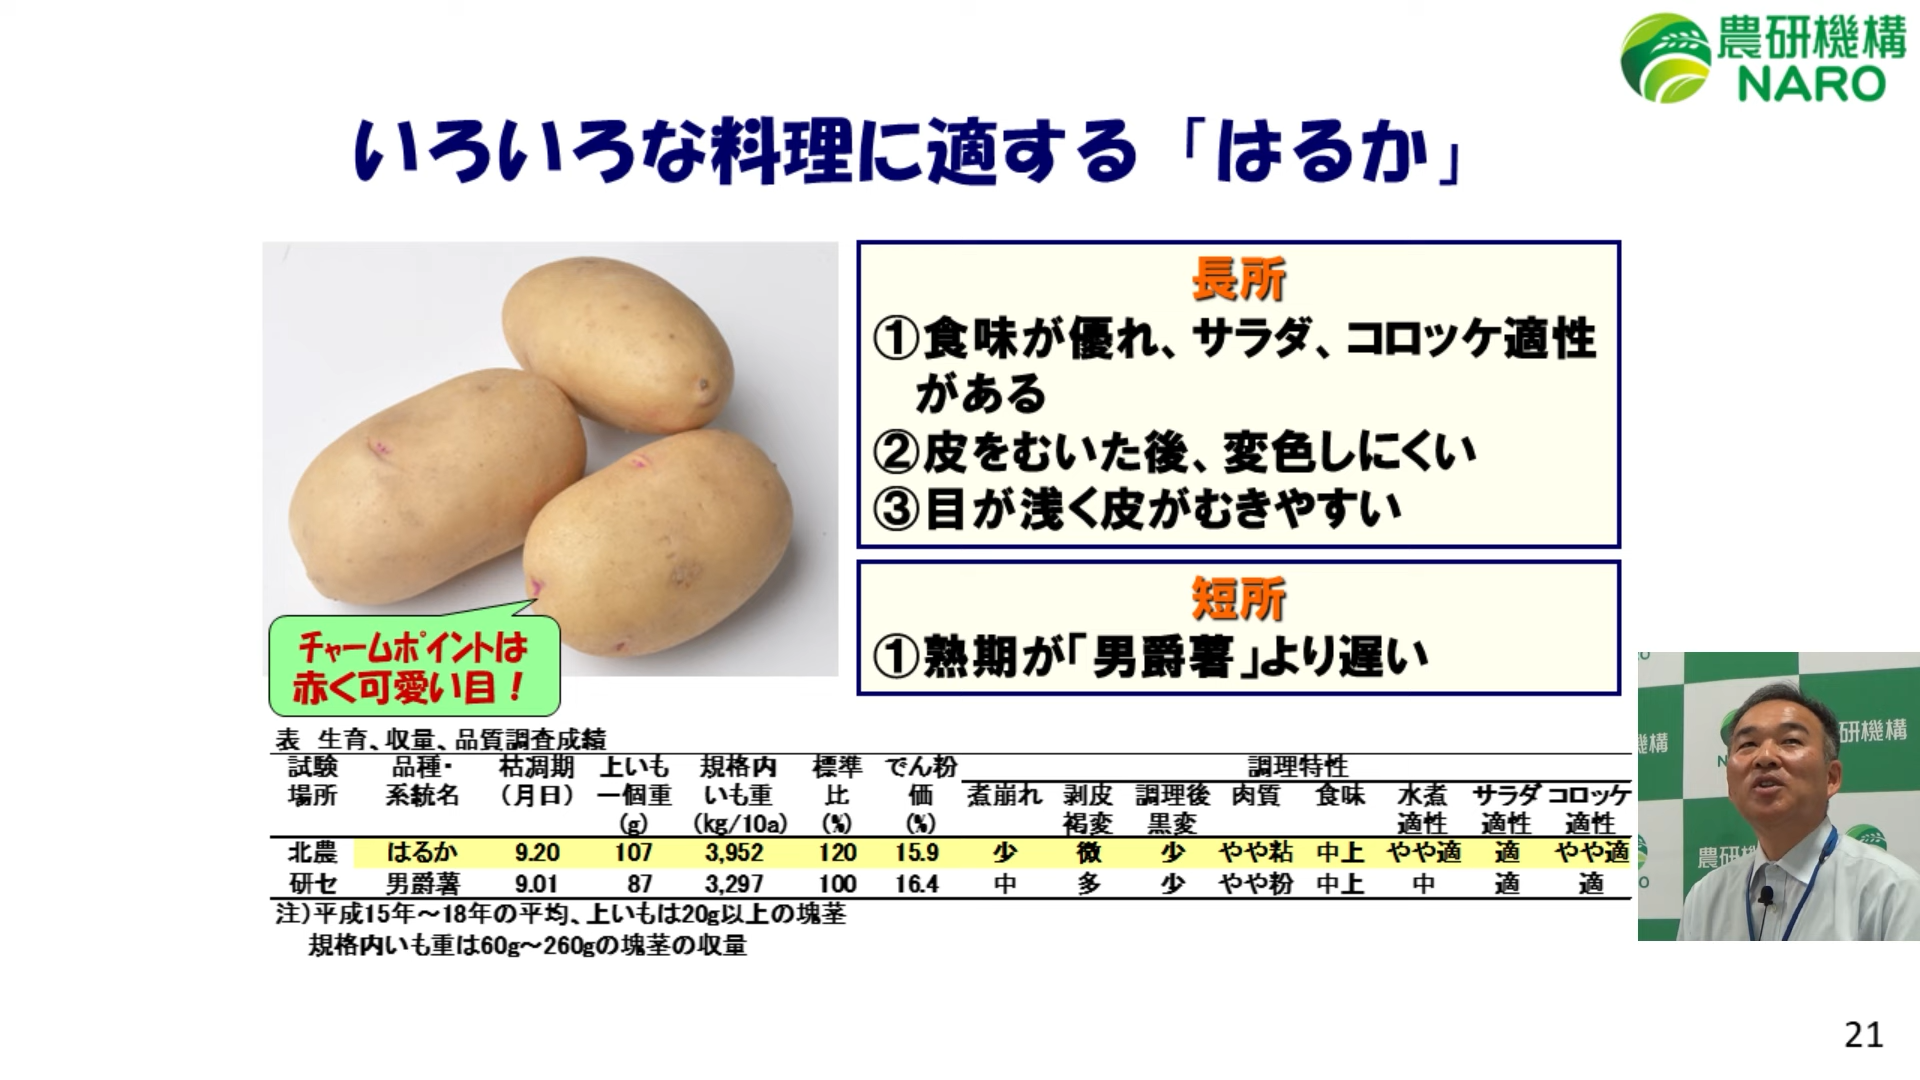 農研機構
NARO
いろいろな料理に適する「はるか」
長所
①食味が優れ、サラダ、コロッケ適性
がある
②皮をむいた後、変色しにくい
③目が浅く皮がむきやすい
短所
①熟期が「男爵薯」より遅い
チャームポイントは
赤く可愛い目！
表 生育、収量、品質調査成績
試験 品種・ 枯凋期 上いも 規格内 標準 でん粉 調理特性
場所 系統名 （月日） 一個重 いも重 比 価 煮崩れ 剥皮 調理後 肉質 食味 水煮 サラダ コロッケ
(g) (kg/10a) (%) (%) 褐変 黒変 適性 適性 適性
北農 はるか 9.20 107 3,952 120 15.9 少 微 少 やや粘 中上 やや適 適 やや適
研セ 男爵薯 9.01 87 3,297 100 16.4 中 多 少 やや粉 中上 中 適 適
注）平成15年～18年の平均、上いもは20g以上の塊茎
規格内いも重は60g～260gの塊茎の収量
機構
研機構
農研
21